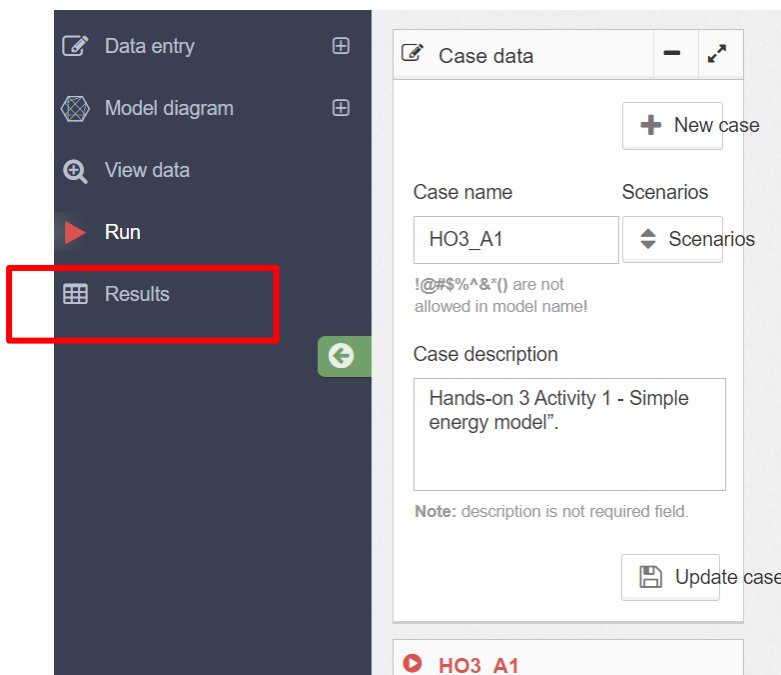 Data entry
Model diagram
View data
Run
Results
Case data
New case
Case name
Scenarios
HO3_A1
Scenarios
!@#$%^&*() are not
allowed in model name!
Case description
Hands-on 3 Activity 1 - Simple
energy model”.
Note: description is not required field.
Update case
HO3_A1